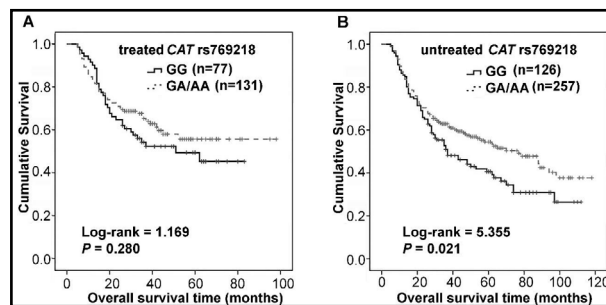 A
treated CAT rs769218
GG (n=77)
GA/AA (n=131)
Cumulative Survival
1.0
0.8
0.6
0.4
0.2
0.0
Log-rank = 1.169
P = 0.280
0 20 40 60 80 100
Overall survival time (months)
B
untreated CAT rs769218
GG (n=126)
GA/AA (n=257)
Cumulative Survival
1.0
0.8
0.6
0.4
0.2
0.0
Log-rank = 5.355
P = 0.021
0 20 40 60 80 100 120
Overall survival time (months)